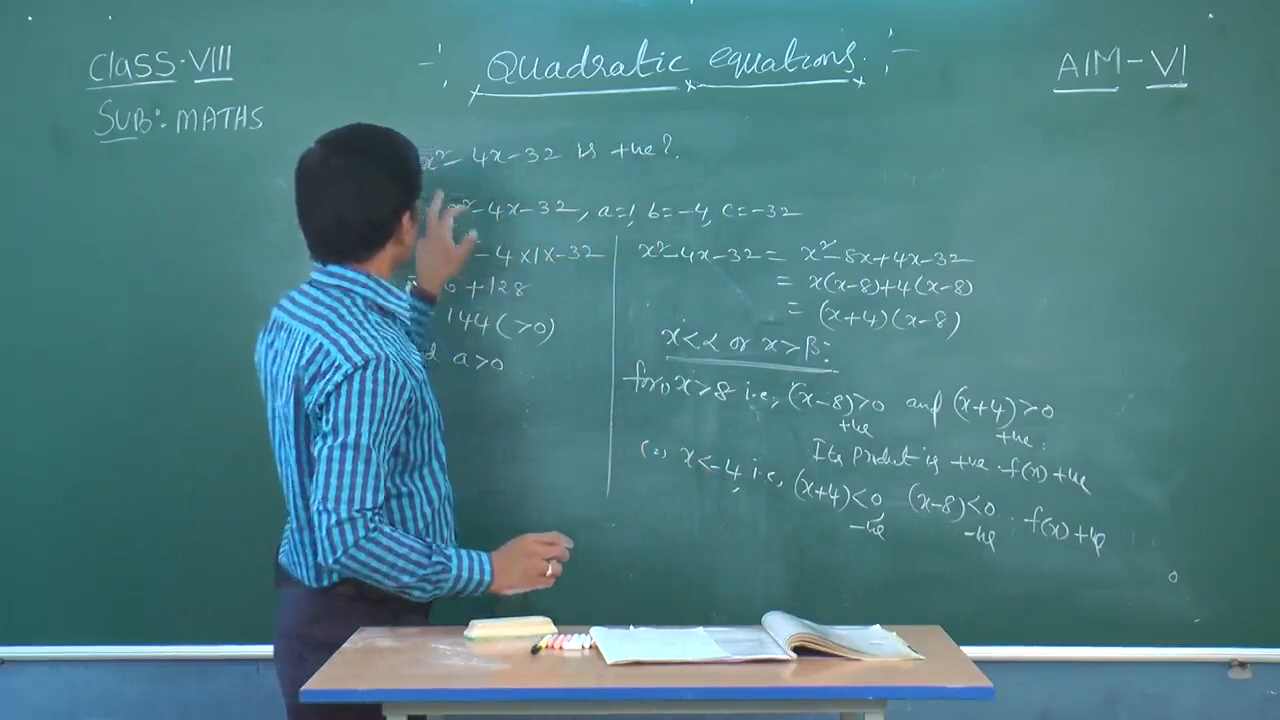 Class-VIII
SUB:- MATHS
-: Quadratic equations :-
AIM-VI
x²-4x-32 is +ve?
x²-4x-32, a=1, b=-4, c=-32
-4x1x-32
+128
144(>0)
a>0
x²-4x-32 = x²-8x+4x-32
= x(x-8)+4(x-8)
= (x+4)(x-8)
x<α or x>β:
for 1) x>8 i.e, (x-8)>0 and (x+4)>0
+ve +ve.
Its product is +ve. f(x) +ve
(2) x<-4, i.e, (x+4)<0, (x-8)<0. f(x) +ve
-ve -ve